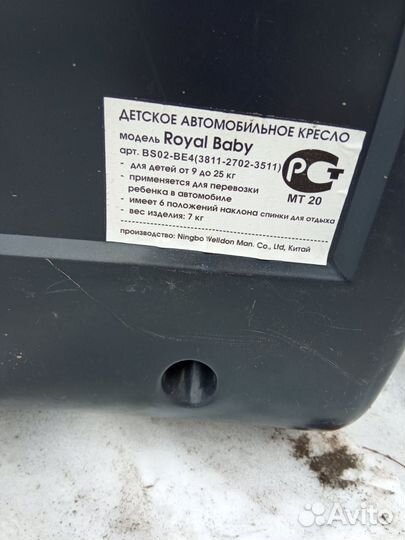 ДЕТСКОЕ АВТОМОБИЛЬНОЕ КРЕСЛО
модель Royal Baby
арт. BS02-BE4(3811-2702-3511)
- для детей от 9 до 25 кг
- применяется для перевозки
ребенка в автомобиле
- имеет 6 положений наклона спинки для отдыха
- вес изделия: 7 кг
производство: Ningbo Welldon Man. Co., Ltd, Китай
РСТ
МТ 20
Avito